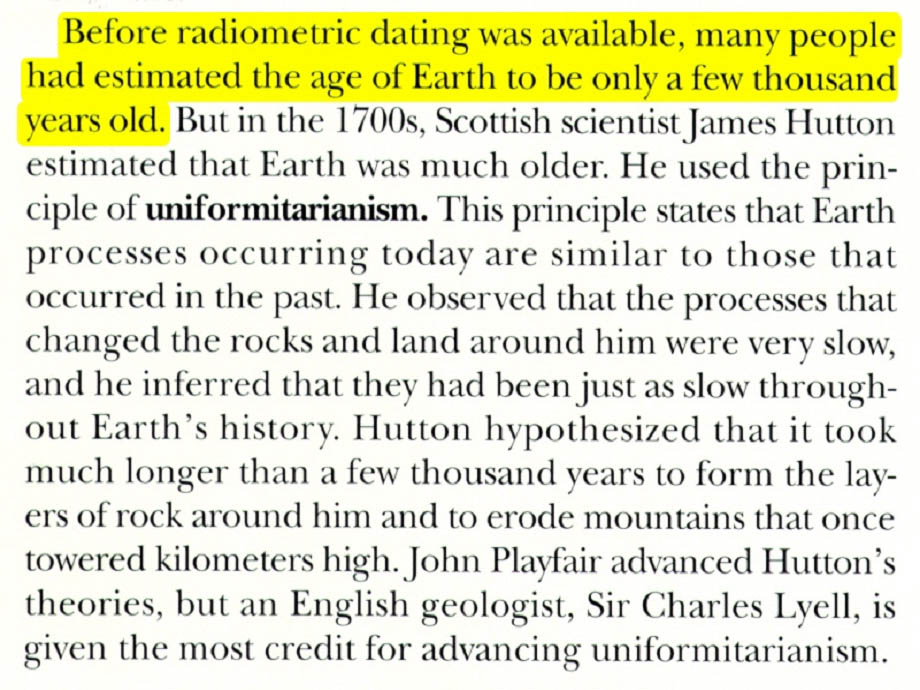 Before radiometric dating was available, many people
had estimated the age of Earth to be only a few thousand
years old. But in the 1700s, Scottish scientist James Hutton
estimated that Earth was much older. He used the prin-
ciple of uniformitarianism. This principle states that Earth
processes occurring today are similar to those that
occurred in the past. He observed that the processes that
changed the rocks and land around him were very slow,
and he inferred that they had been just as slow through-
out Earth's history. Hutton hypothesized that it took
much longer than a few thousand years to form the lay-
ers of rock around him and to erode mountains that once
towered kilometers high. John Playfair advanced Hutton's
theories, but an English geologist, Sir Charles Lyell, is
given the most credit for advancing uniformitarianism.